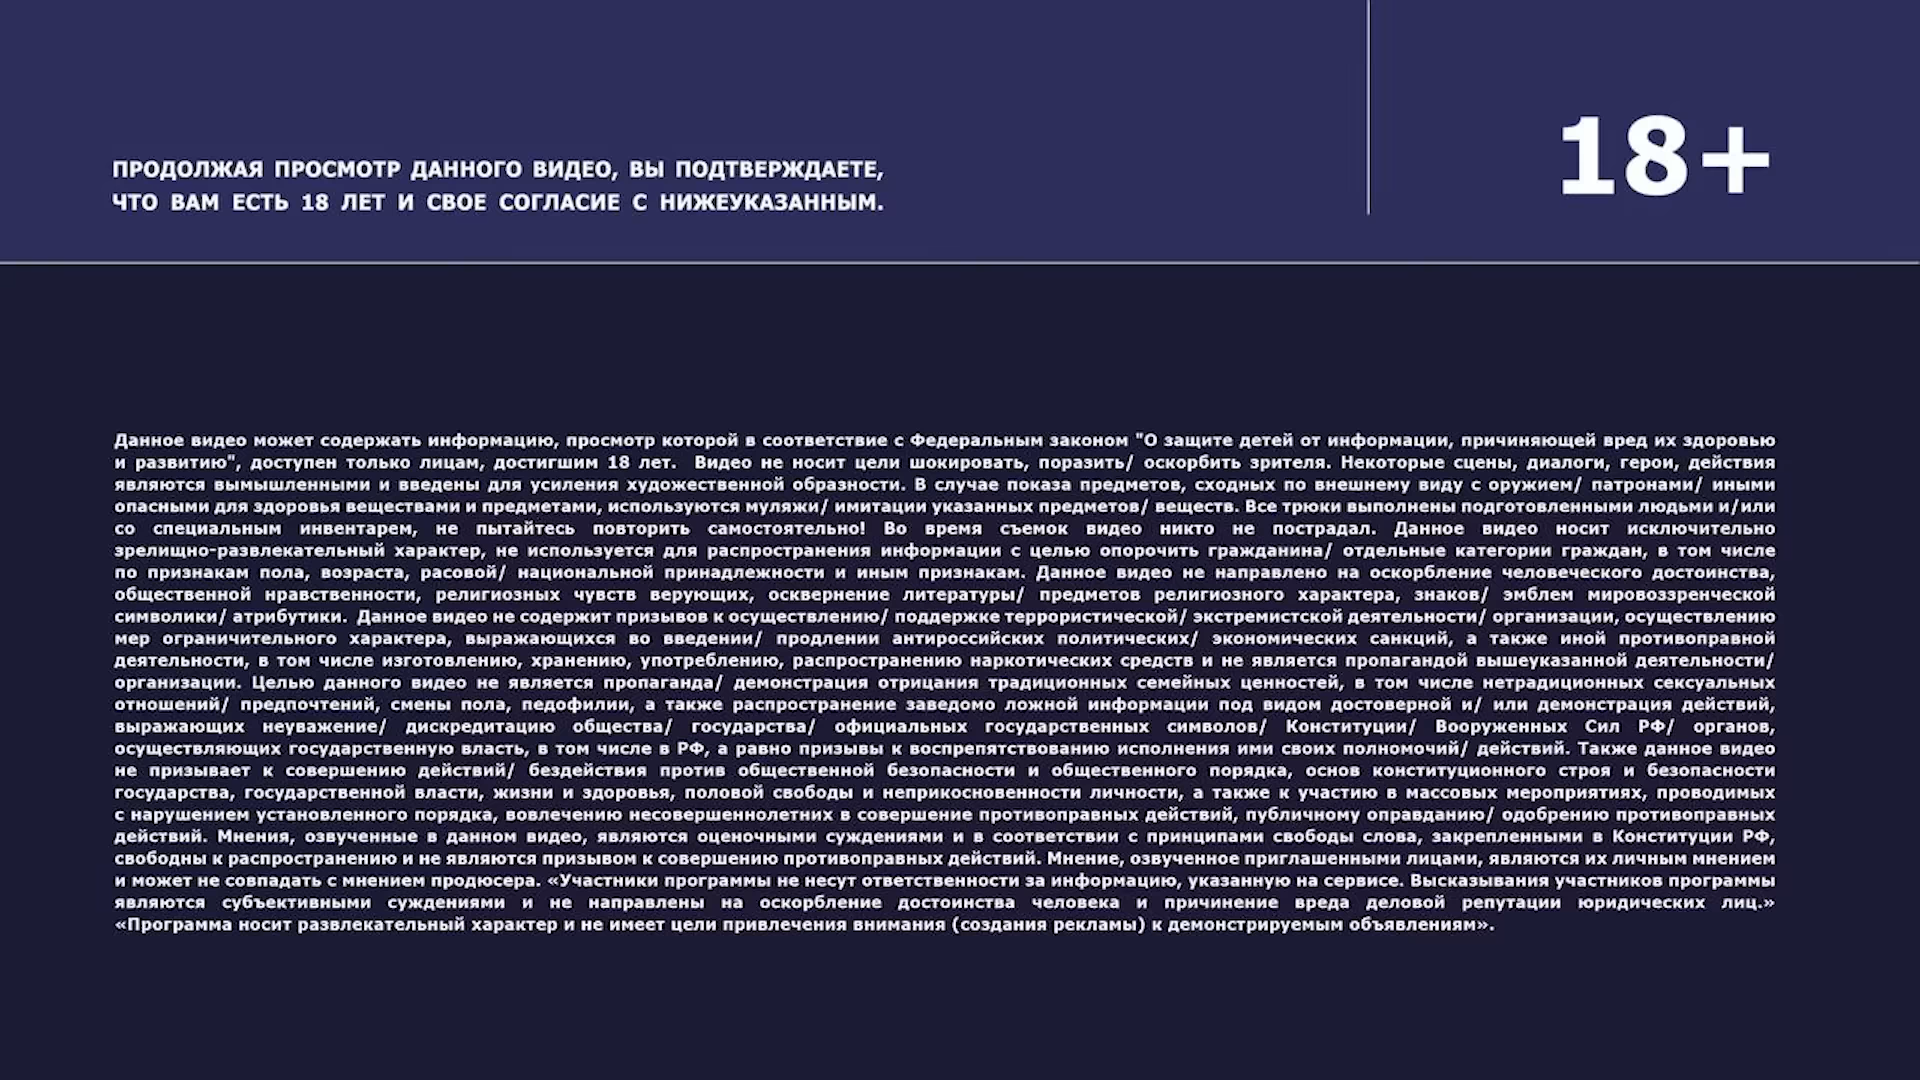 ПРОДОЛЖАЯ ПРОСМОТР ДАННОГО ВИДЕО, ВЫ ПОДТВЕРЖДАЕТЕ,
ЧТО ВАМ ЕСТЬ 18 ЛЕТ И СВОЕ СОГЛАСИЕ С НИЖЕУКАЗАННЫМ.
18+
Данное видео может содержать информацию, просмотр которой в соответствие с Федеральным законом "О защите детей от информации, причиняющей вред их здоровью
и развитию", доступен только лицам, достигшим 18 лет. Видео не носит цели шокировать, поразить/ оскорбить зрителя. Некоторые сцены, диалоги, герои, действия
являются вымышленными и введены для усиления художественной образности. В случае показа предметов, сходных по внешнему виду с оружием/ патронами/ иными
опасными для здоровья веществами и предметами, используются муляжи/ имитации указанных предметов/ веществ. Все трюки выполнены подготовленными людьми и/или
со специальным инвентарем, не пытайтесь повторить самостоятельно! Во время съемок видео никто не пострадал. Данное видео носит исключительно
зрелищно-развлекательный характер, не используется для распространения информации с целью опорочить гражданина/ отдельные категории граждан, в том числе
по признакам пола, возраста, расовой/ национальной принадлежности и иным признакам. Данное видео не направлено на оскорбление человеческого достоинства,
общественной нравственности, религиозных чувств верующих, осквернение литературы/ предметов религиозного характера, знаков/ эмблем мировоззренческой
символики/ атрибутики. Данное видео не содержит призывов к осуществлению/ поддержке террористической/ экстремистской деятельности/ организации, осуществлению
мер ограничительного характера, выражающихся во введении/ продлении антироссийских политических/ экономических санкций, а также иной противоправной
деятельности, в том числе изготовлению, хранению, употреблению, распространению наркотических средств и не является пропагандой вышеуказанной деятельности/
организации. Целью данного видео не является пропаганда/ демонстрация отрицания традиционных семейных ценностей, в том числе нетрадиционных сексуальных
отношений/ предпочтений, смены пола, педофилии, а также распространение заведомо ложной информации под видом достоверной и/ или демонстрация действий,
выражающих неуважение/ дискредитацию общества/ государства/ официальных государственных символов/ Конституции/ Вооруженных Сил РФ/ органов,
осуществляющих государственную власть, в том числе в РФ, а равно призывы к воспрепятствованию исполнения ими своих полномочий/ действий. Также данное видео
не призывает к совершению действий/ бездействия против общественной безопасности и общественного порядка, основ конституционного строя и безопасности
государства, государственной власти, жизни и здоровья, половой свободы и неприкосновенности личности, а также к участию в массовых мероприятиях, проводимых
с нарушением установленного порядка, вовлечению несовершеннолетних в совершение противоправных действий, публичному оправданию/ одобрению противоправных
действий. Мнения, озвученные в данном видео, являются оценочными суждениями и в соответствии с принципами свободы слова, закрепленными в Конституции РФ,
свободны к распространению и не являются призывом к совершению противоправных действий. Мнение, озвученное приглашенными лицами, являются их личным мнением
и может не совпадать с мнением продюсера. «Участники программы не несут ответственности за информацию, указанную на сервисе. Высказывания участников программы
являются субъективными суждениями и не направлены на оскорбление достоинства человека и причинение вреда деловой репутации юридических лиц.»
«Программа носит развлекательный характер и не имеет цели привлечения внимания (создания рекламы) к демонстрируемым объявлениям».